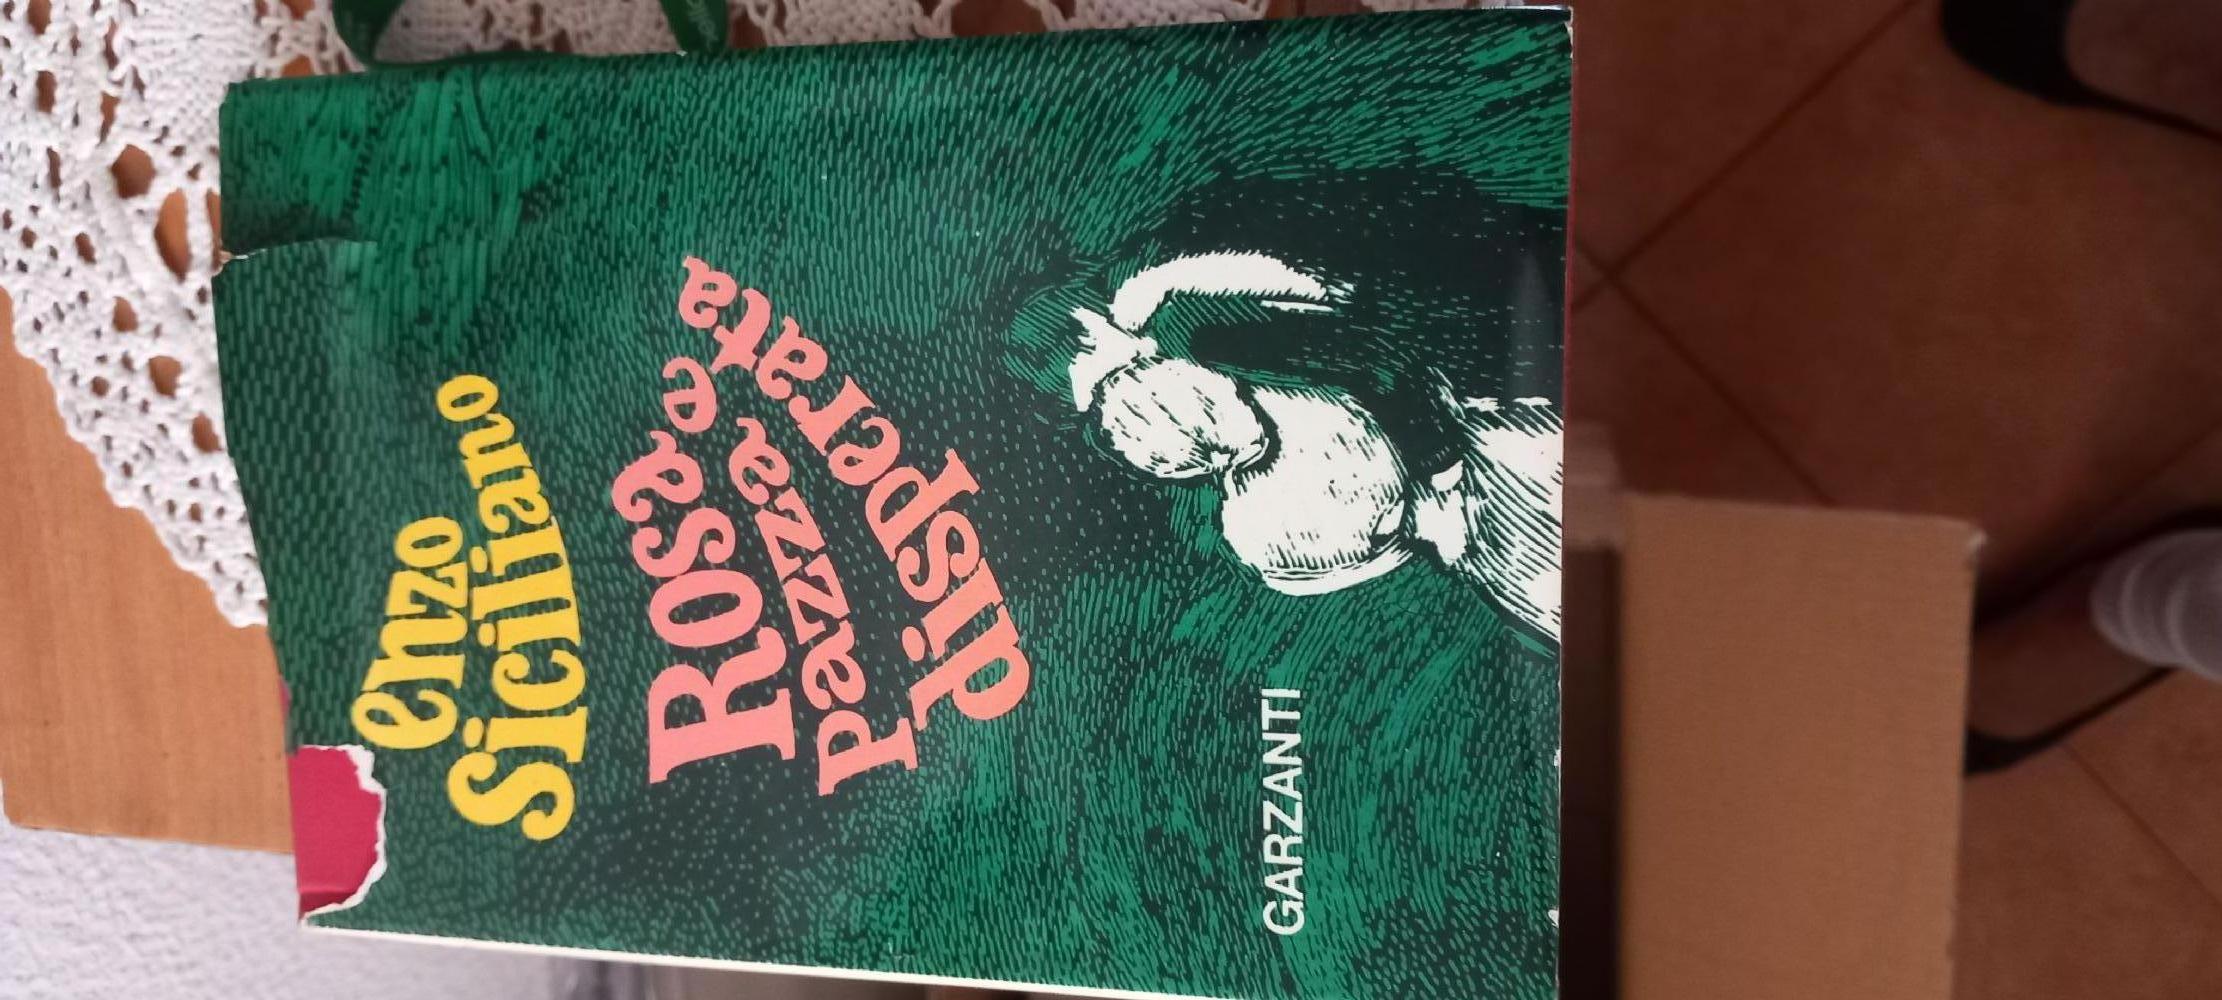 enzo
Siciliano
Rosa e
pazza
disperata
GARZANTI